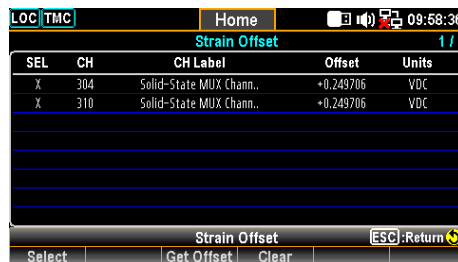 LOC TMC Home 09:58:36
Strain Offset 1/
SEL CH CH Label Offset Units
X 304 Solid-State MUX Chann.. +0.249706 VDC
X 310 Solid-State MUX Chann.. +0.249706 VDC
Strain Offset ESC:Return
Select Get Offset Clear